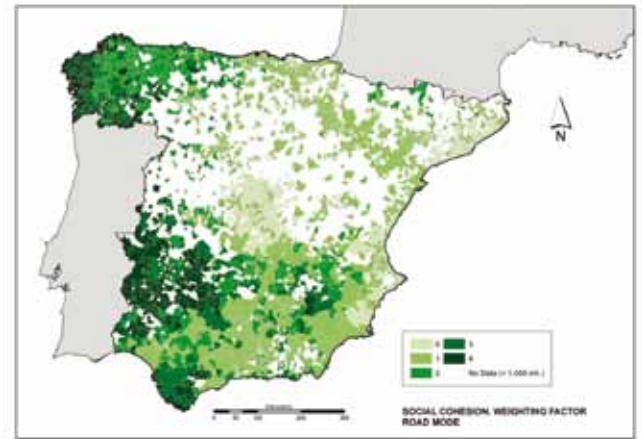 N
0 3
1 4
2 No Data (< 1.000 inh.)
SOCIAL COHESION. WEIGHTING FACTOR
ROAD MODE